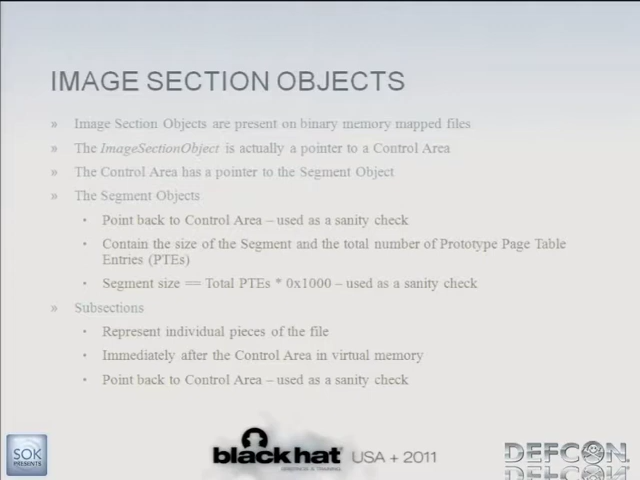 IMAGE SECTION OBJECTS
» Image Section Objects are present on binary memory mapped files
» The ImageSectionObject is actually a pointer to a Control Area
» The Control Area has a pointer to the Segment Object
» The Segment Objects
• Point back to Control Area – used as a sanity check
• Contain the size of the Segment and the total number of Prototype Page Table
Entries (PTEs)
• Segment size == Total PTEs * 0x1000 – used as a sanity check
» Subsections
• Represent individual pieces of the file
• Immediately after the Control Area in virtual memory
• Point back to Control Area – used as a sanity check
SOK
PRESENTS
black hat USA + 2011
DEFCON